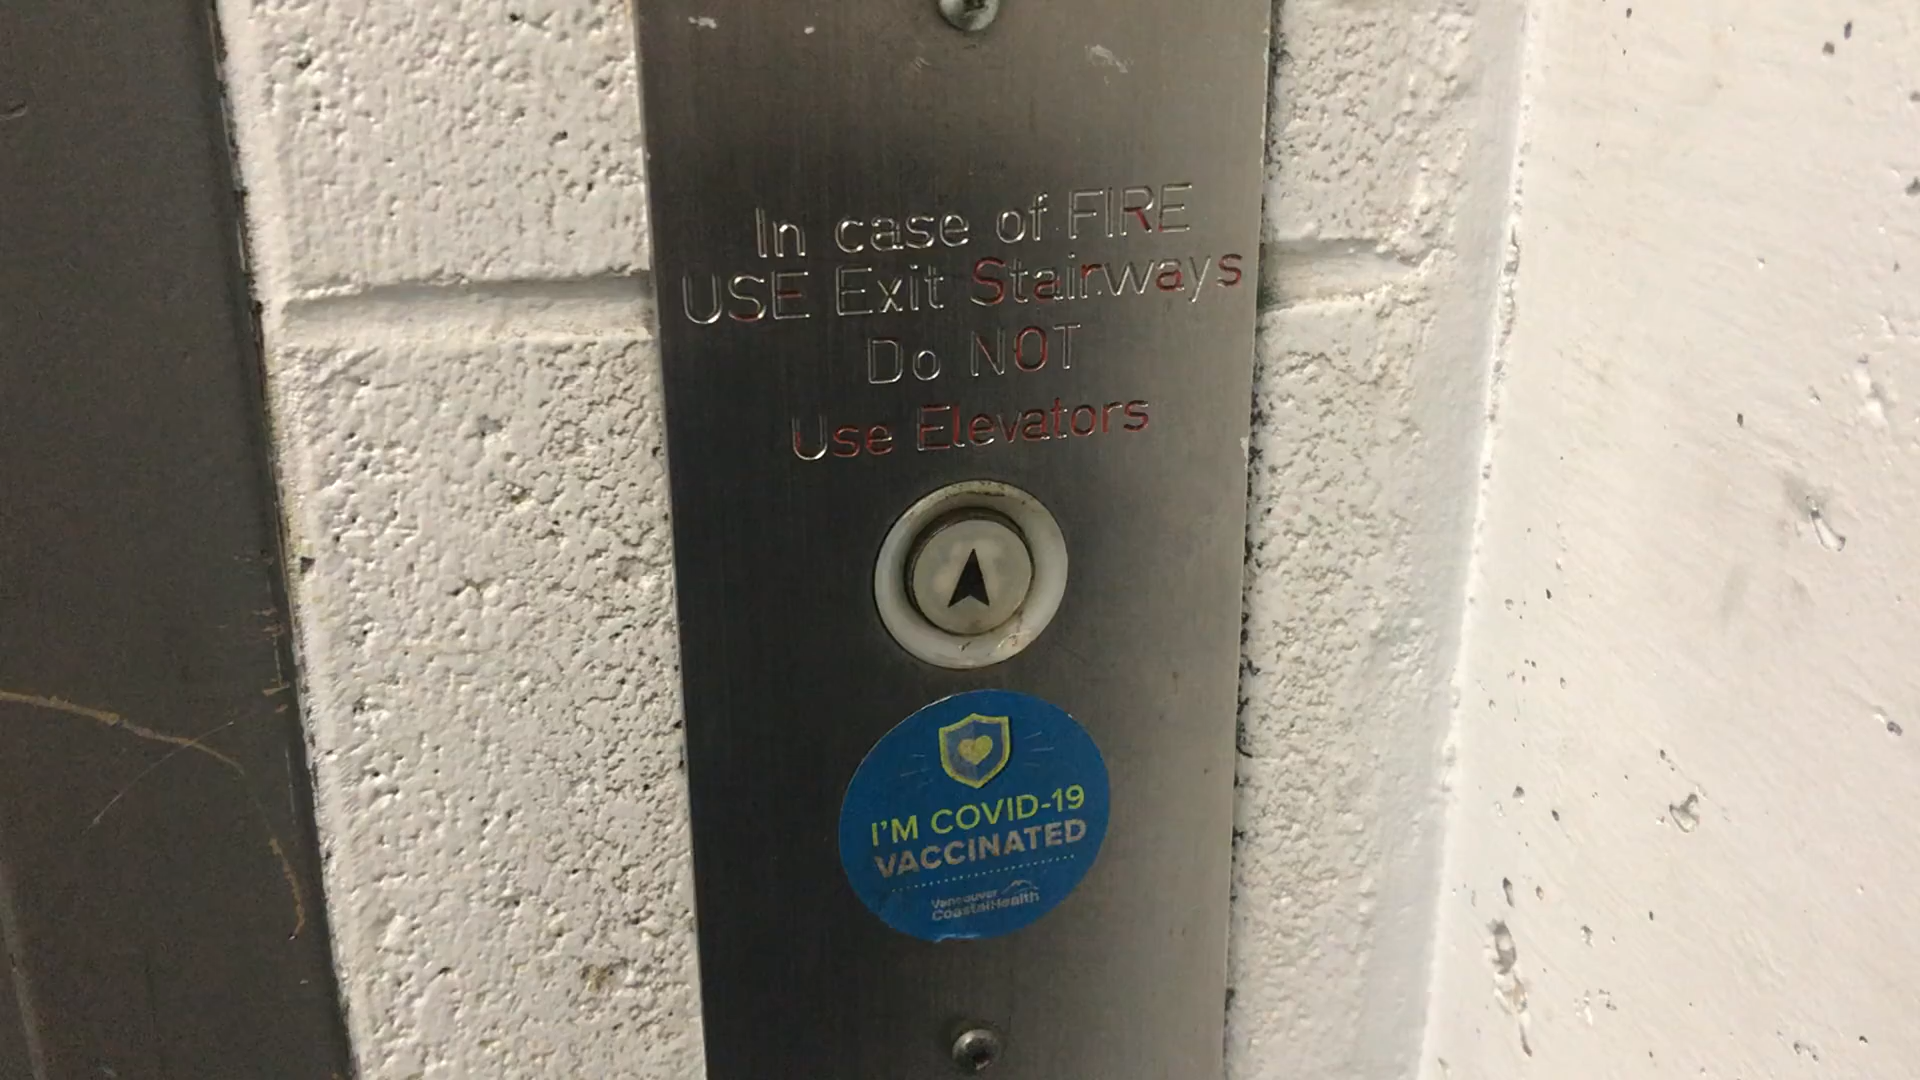 In case of FIRE
USE Exit Stairways
Do NOT
Use Elevators
I'M COVID-19
VACCINATED
Vancouver
CoastalHealth